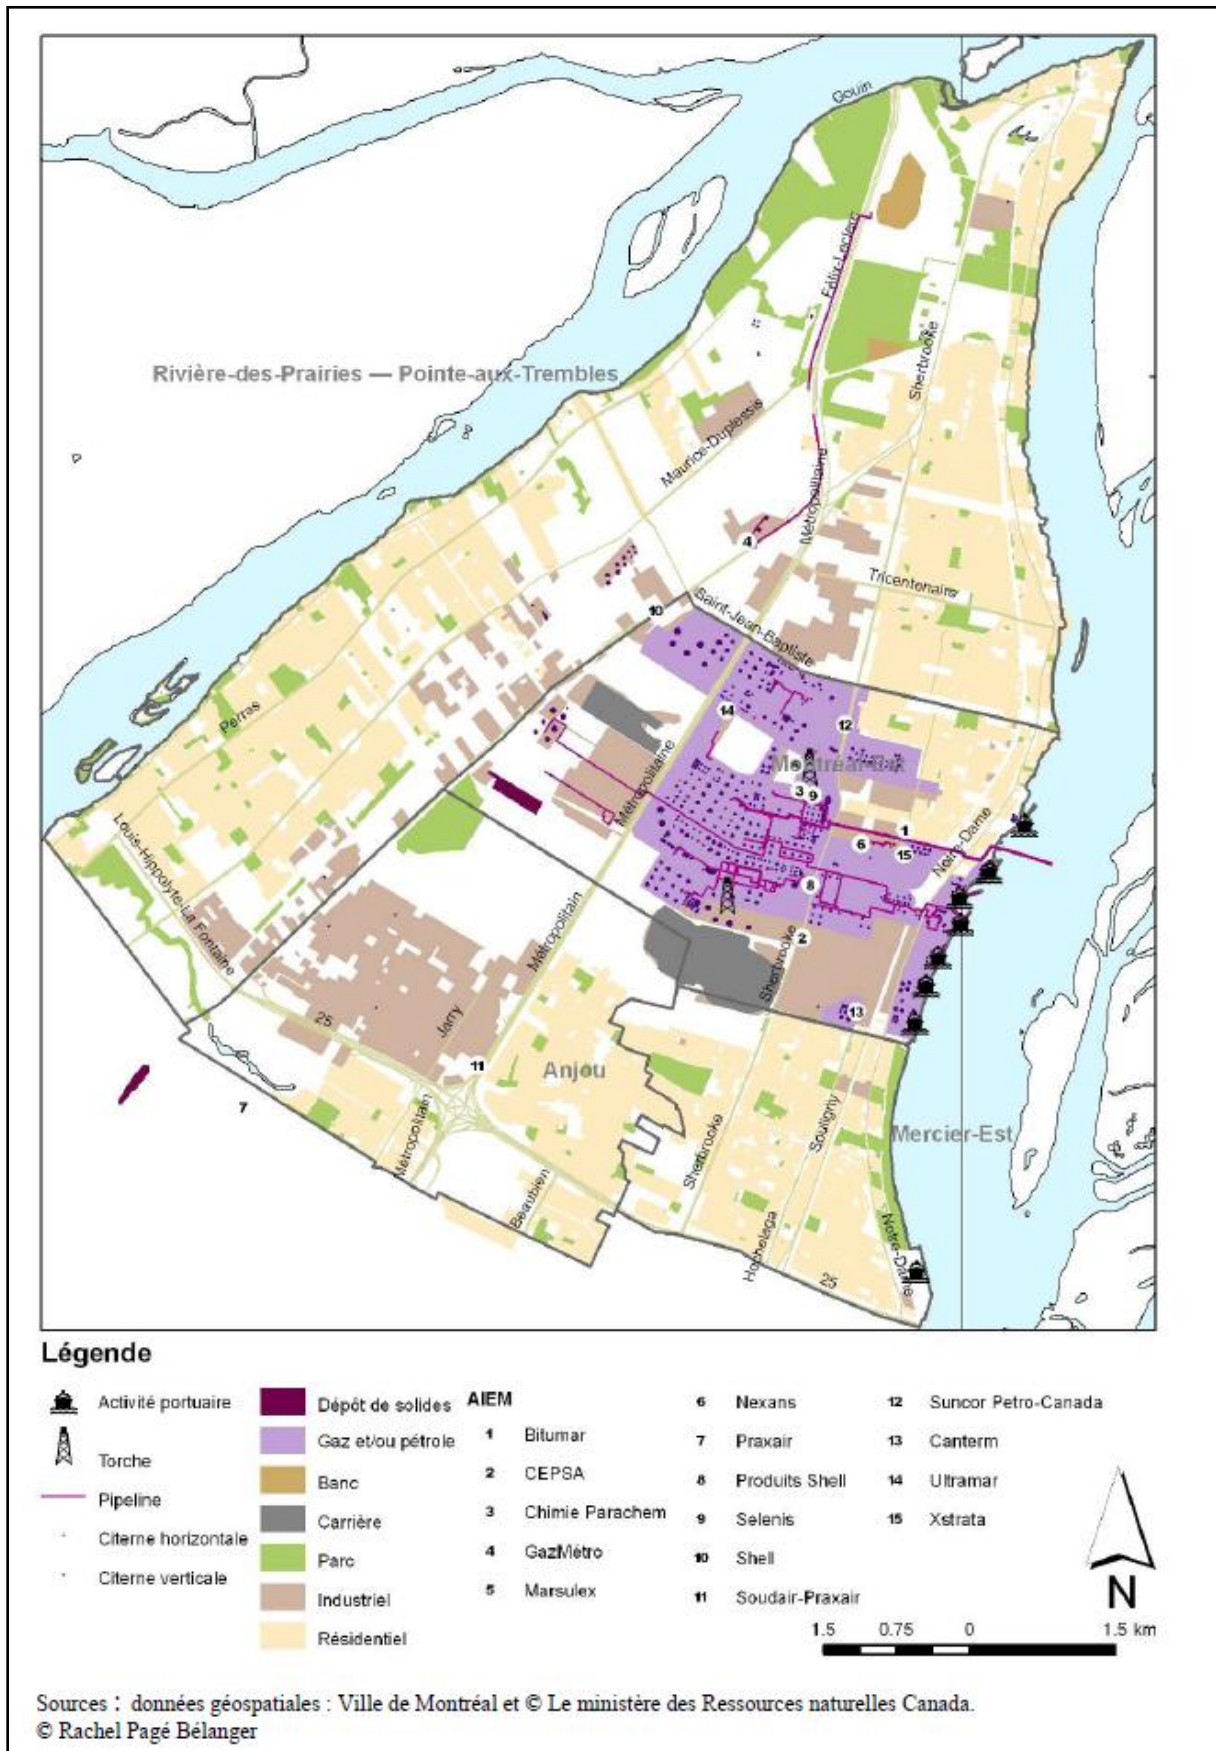 Gouin
Félix-Leclerc
Sherbrooke
Rivière-des-Prairies — Pointe-aux-Trembles
Maurice-Duplessis
Métropolitaine
4
Tricentenaire
10
Saint-Jean-Baptiste
Perras
14
12
Métropolitaine
Montréal-Est
3
9
1
6
15
Notre-Dame
8
Louis-Hippolyte-La Fontaine
Métropolitain
2
Sherbrooke
13
25
Jarry
11
Anjou
7
Métropolitain
Beaubien
Sherbrooke
Souligny
Mercier-Est
Hochelaga
Notre-Dame
25
Légende
Activité portuaire
Torche
Pipeline
Citerne horizontale
Citerne verticale
Dépôt de solides
Gaz et/ou pétrole
Banc
Carrière
Parc
Industriel
Résidentiel
AIEM
1 Bitumar
2 CEPSA
3 Chimie Parachem
4 GazMétro
5 Marsulex
6 Nexans
7 Praxair
8 Produits Shell
9 Selenis
10 Shell
11 Soudair-Praxair
12 Suncor Petro-Canada
13 Canterm
14 Ultramar
15 Xstrata
N
1.5 0.75 0 1.5 km
Sources : données géospatiales : Ville de Montréal et © Le ministère des Ressources naturelles Canada.
© Rachel Pagé Bélanger